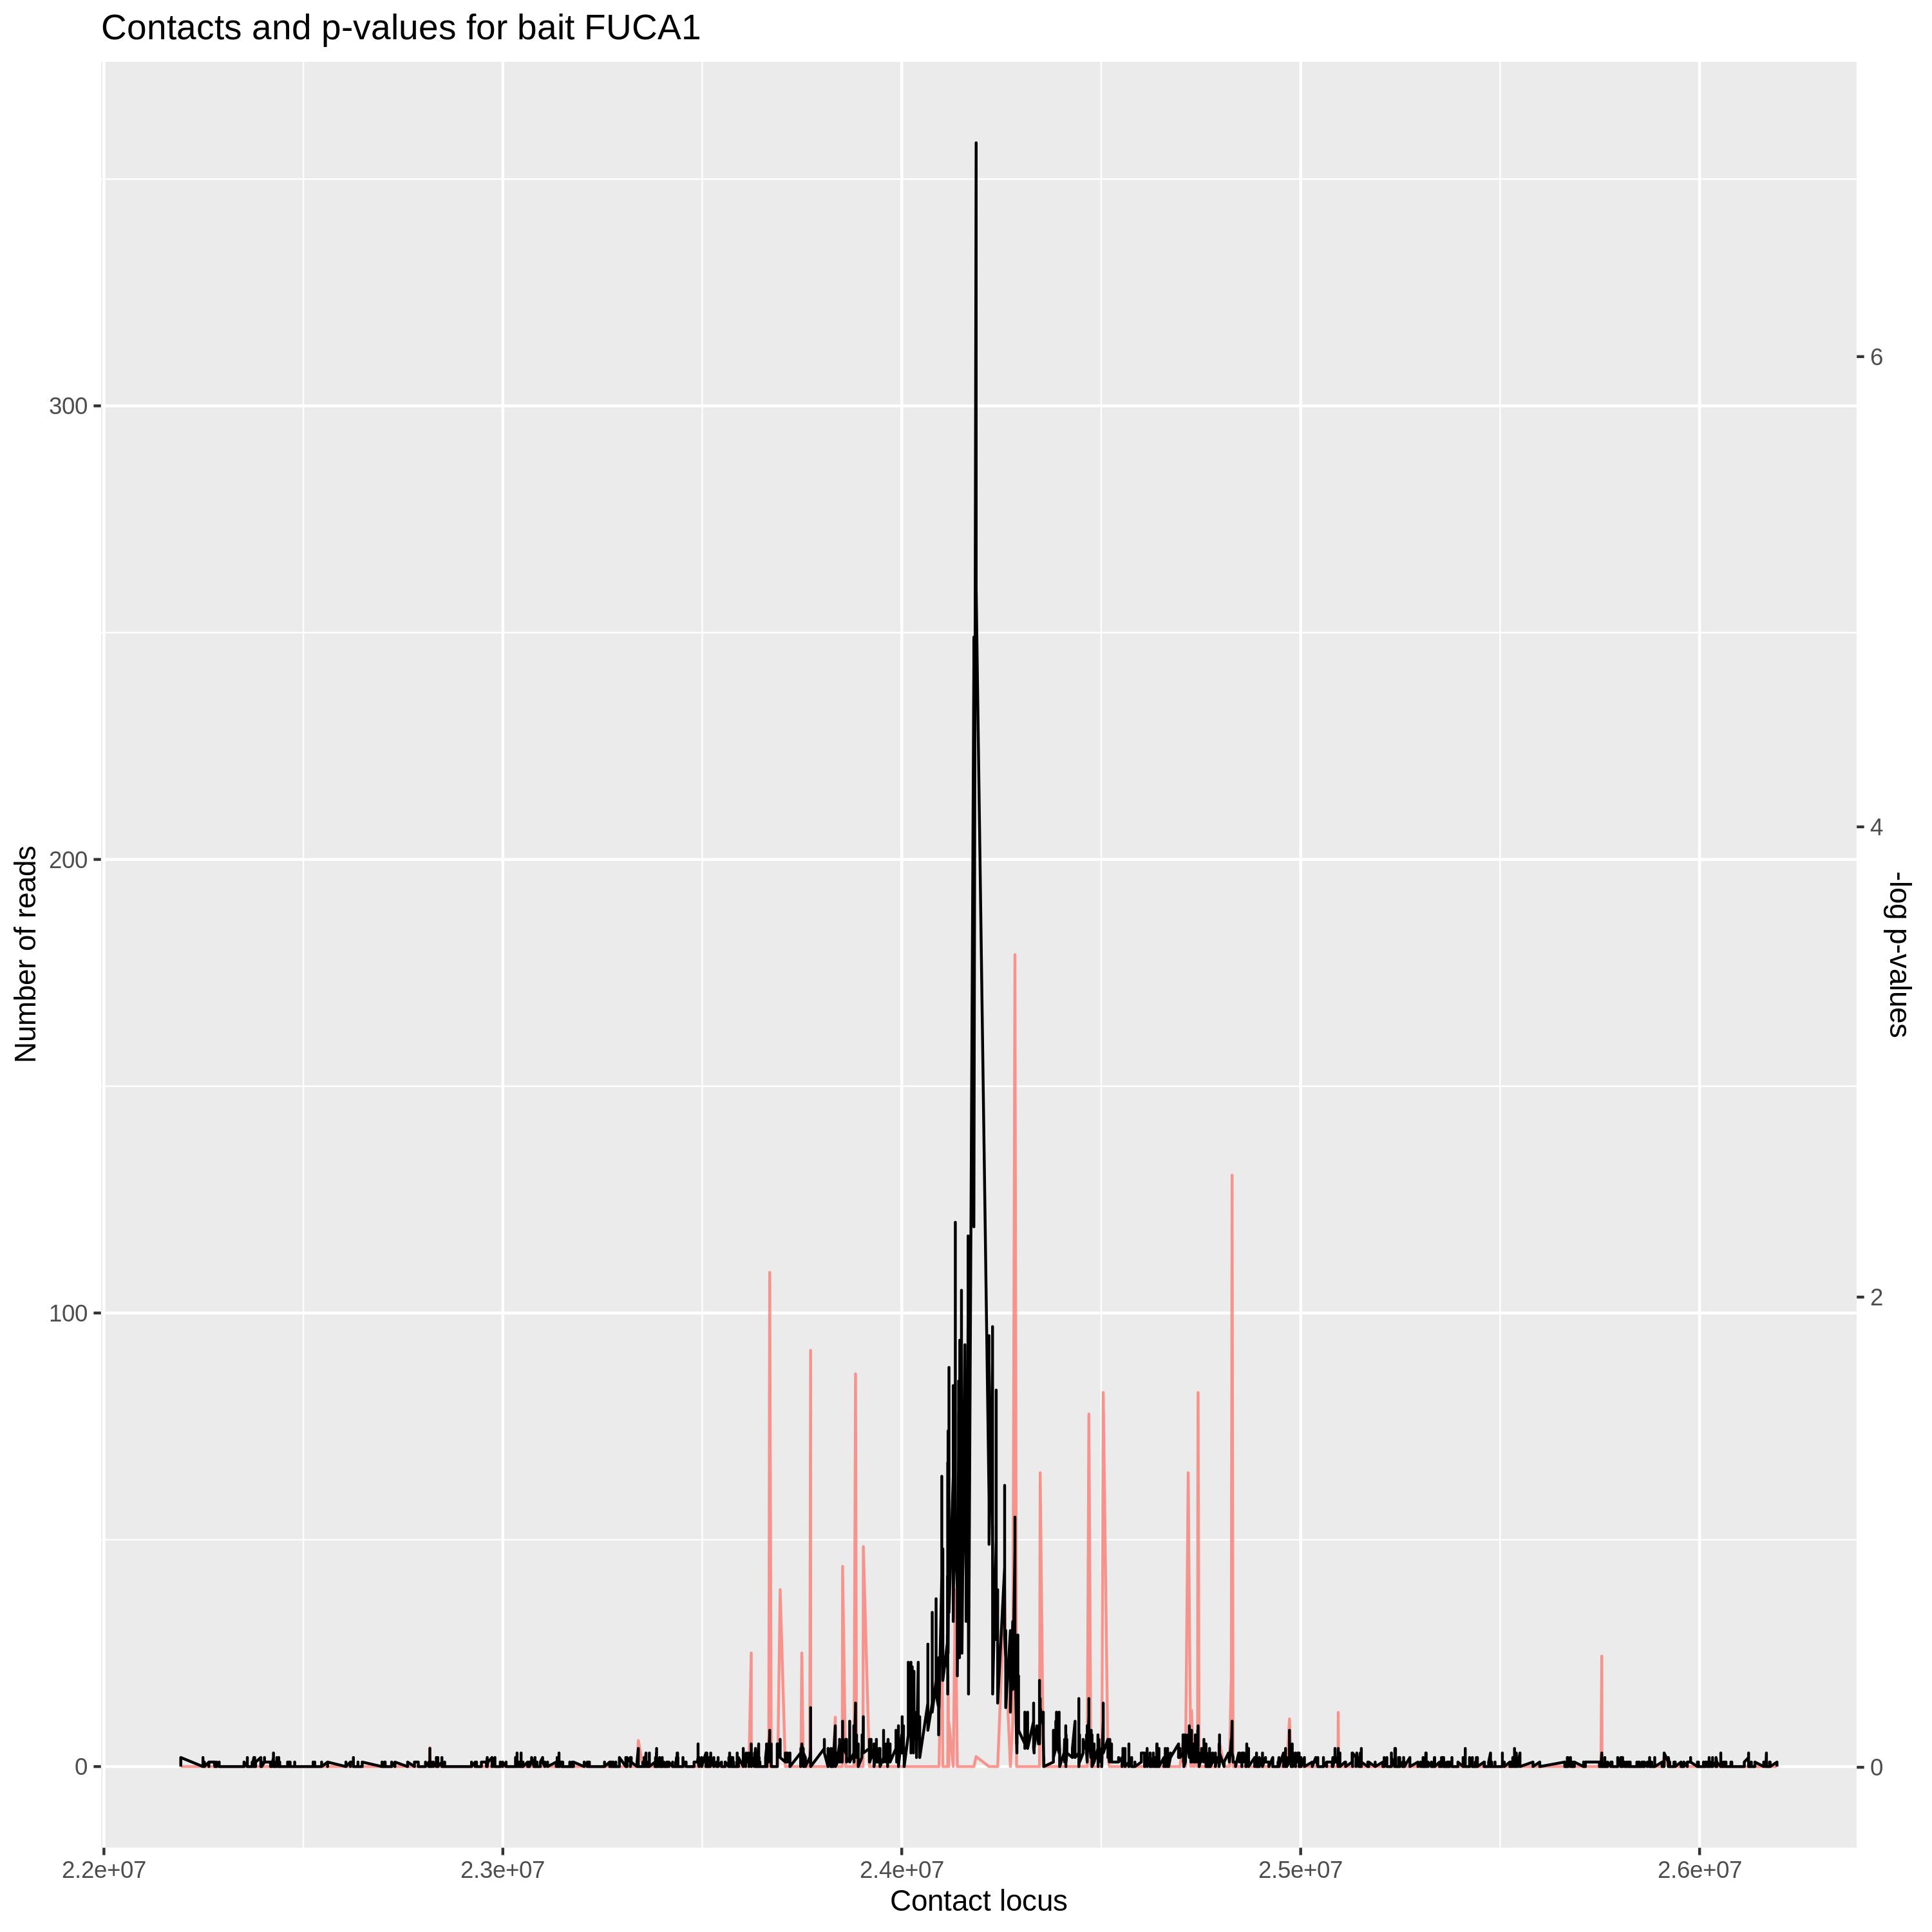 Contacts and p-values for bait FUCA1
300
200
100
0
Number of reads
6
4
2
0
-log p-values
2.2e+07 2.3e+07 2.4e+07 2.5e+07 2.6e+07
Contact locus